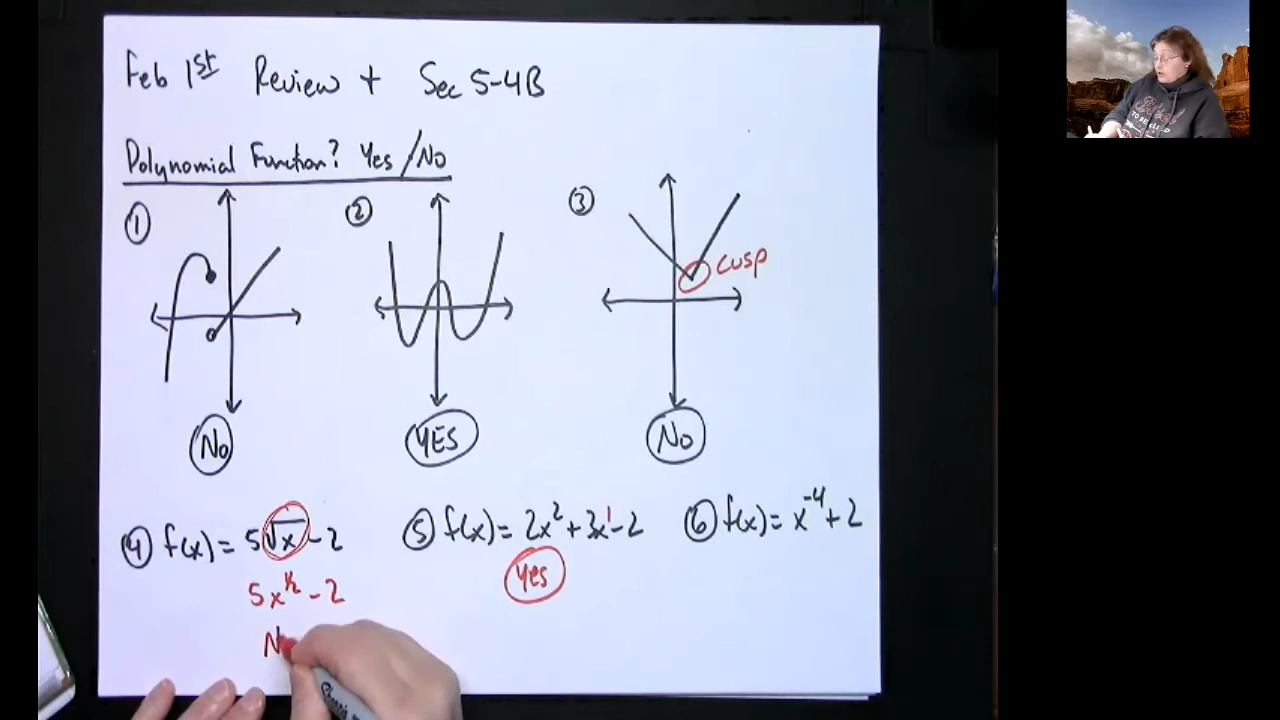 Feb 1st Review + Sec 5-4B
Polynomial Function? Yes/No
① ② ③
cusp
No YES No
④ f(x) = 5√x - 2 ⑤ f(x) = 2x² + 3x¹ - 2 ⑥ f(x) = x⁻⁴ + 2
5x^½ - 2 Yes